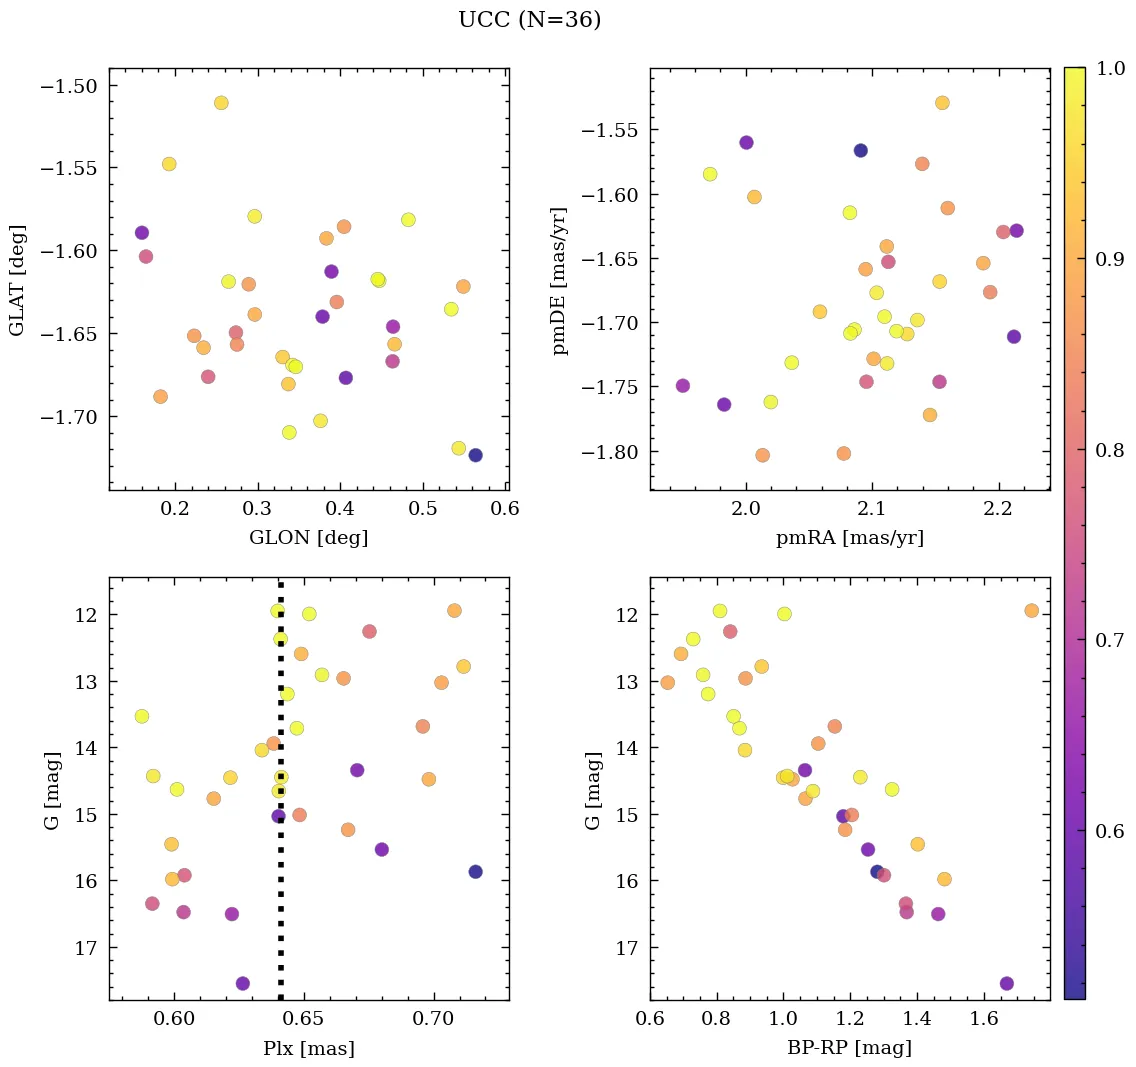 UCC (N=36)
−1.50
−1.55
−1.60
−1.65
−1.70
GLAT [deg]
0.2 0.3 0.4 0.5 0.6
GLON [deg]
−1.55
−1.60
−1.65
−1.70
−1.75
−1.80
pmDE [mas/yr]
2.0 2.1 2.2
pmRA [mas/yr]
1.0
0.9
0.8
0.7
0.6
12
13
14
15
16
17
G [mag]
0.60 0.65 0.70
Plx [mas]
12
13
14
15
16
17
G [mag]
0.6 0.8 1.0 1.2 1.4 1.6
BP-RP [mag]